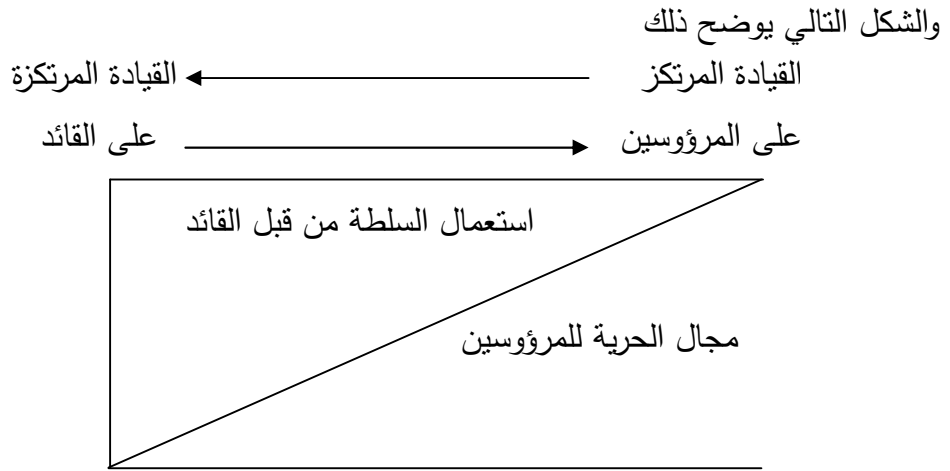 والشكل التالي يوضح ذلك
القيادة المرتكز القيادة المرتكزة
على المرؤوسين على القائد
استعمال السلطة من قبل القائد
مجال الحرية للمرؤوسين